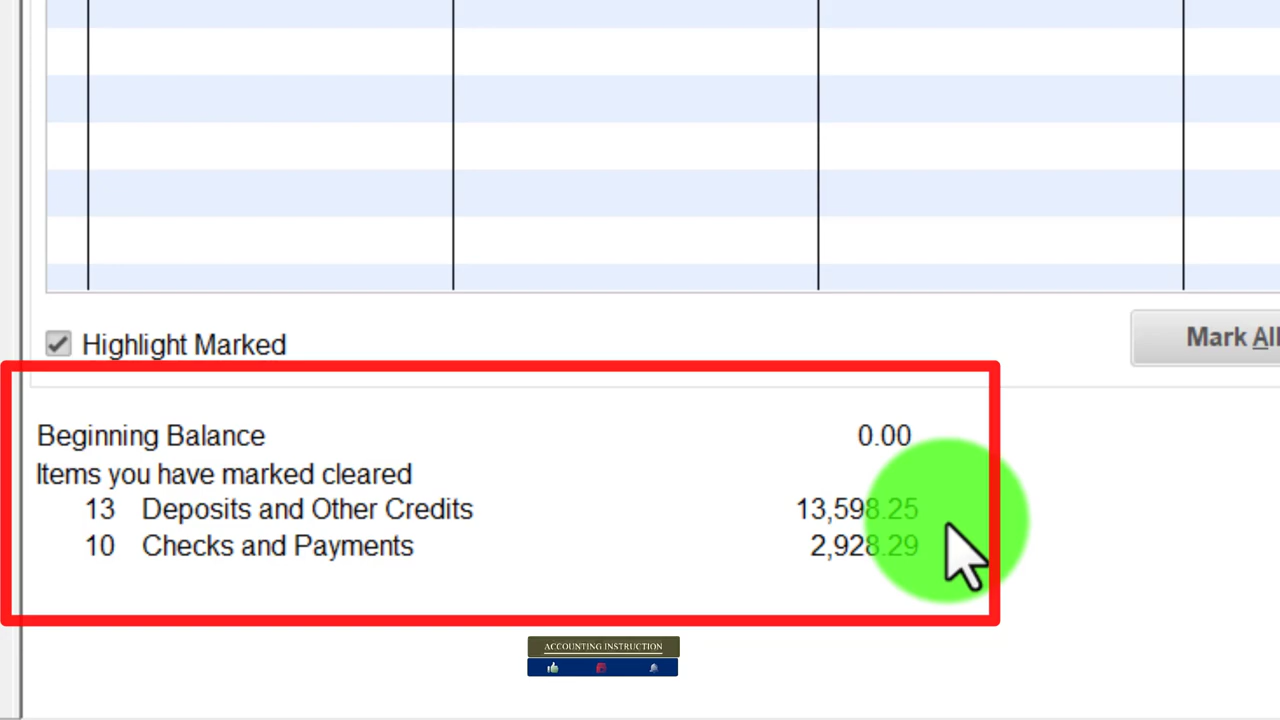 Highlight Marked
Mark All
Beginning Balance 0.00
Items you have marked cleared
13 Deposits and Other Credits 13,598.25
10 Checks and Payments 2,928.29
ACCOUNTING INSTRUCTION